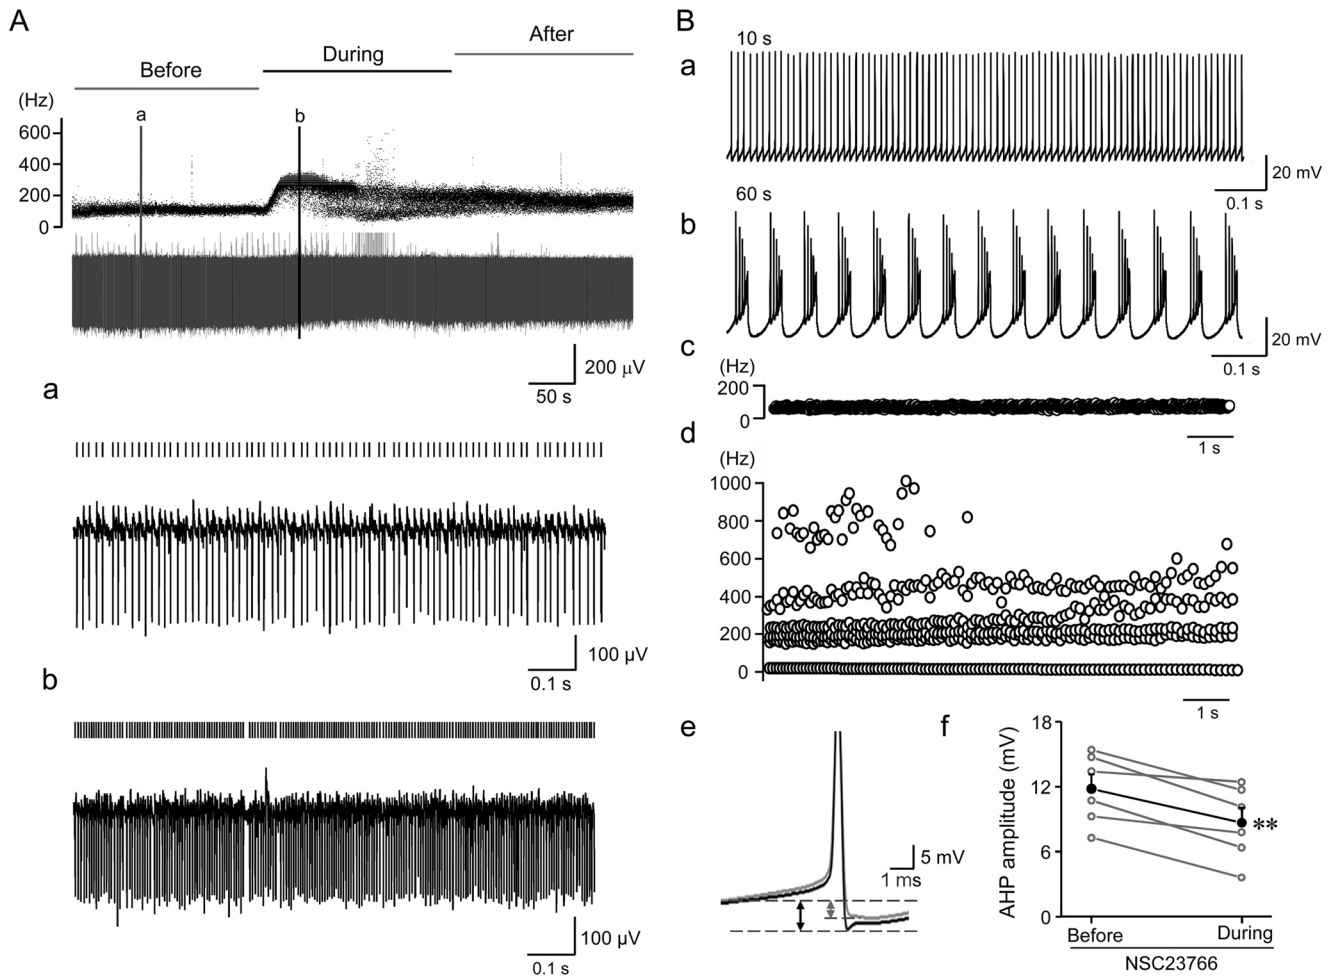 A
Before
During
After
(Hz)
600
400
200
0
a
b
200 μV
50 s
a
100 μV
0.1 s
b
100 μV
0.1 s
B
10 s
a
20 mV
0.1 s
60 s
b
20 mV
0.1 s
c
(Hz)
200
0
1 s
d
(Hz)
1000
800
600
400
200
0
1 s
e
5 mV
1 ms
f
AHP amplitude (mV)
18
12
6
0
**
Before
During
NSC23766